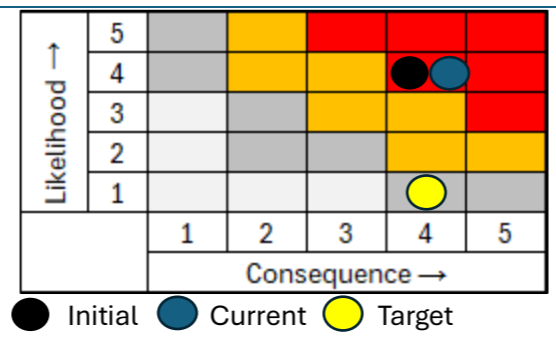 Likelihood →
5
4
3
2
1
1 2 3 4 5
Consequence →
Initial Current Target